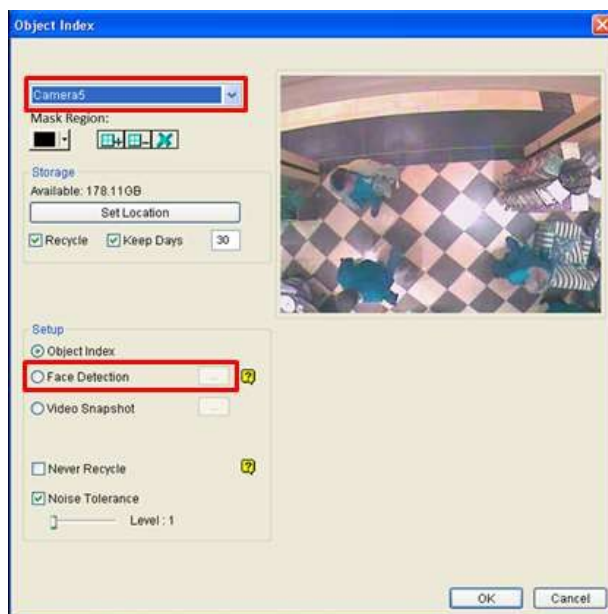 Object Index
Camera5
Mask Region:
Storage
Available: 178.11GB
Set Location
Recycle Keep Days 30
Setup
Object Index
Face Detection ...
Video Snapshot ...
Never Recycle
Noise Tolerance
Level : 1
OK Cancel